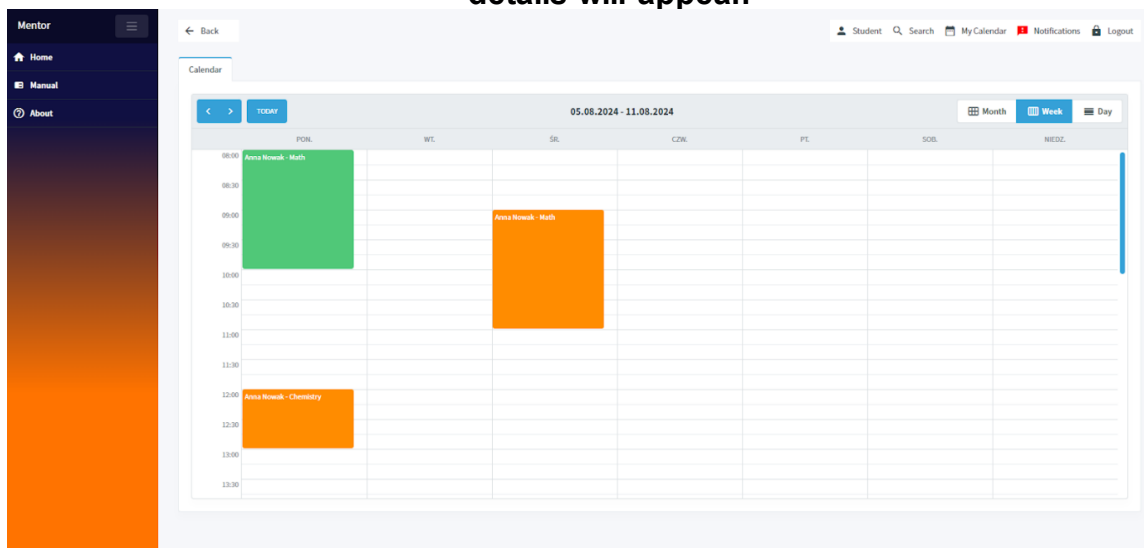 details will appear.
Mentor
Home
Manual
About
Back
Student Search My Calendar Notifications Logout
Calendar
TODAY
05.08.2024 - 11.08.2024
Month Week Day
PON. WT. ŚR. CZW. PT. SOB. NIEDZ.
08:00 Anna Nowak - Math
08:30
09:00 Anna Nowak - Math
09:30
10:00
10:30
11:00
11:30
12:00 Anna Nowak - Chemistry
12:30
13:00
13:30